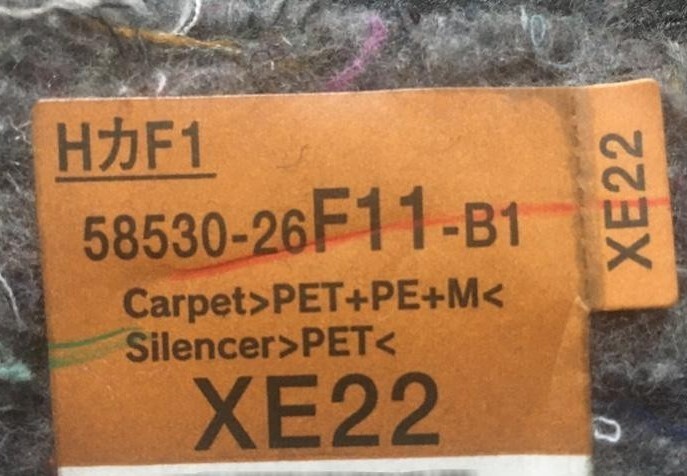 HカF1
58530-26F11-B1
Carpet>PET+PE+M<
Silencer>PET<
XE22
XE22